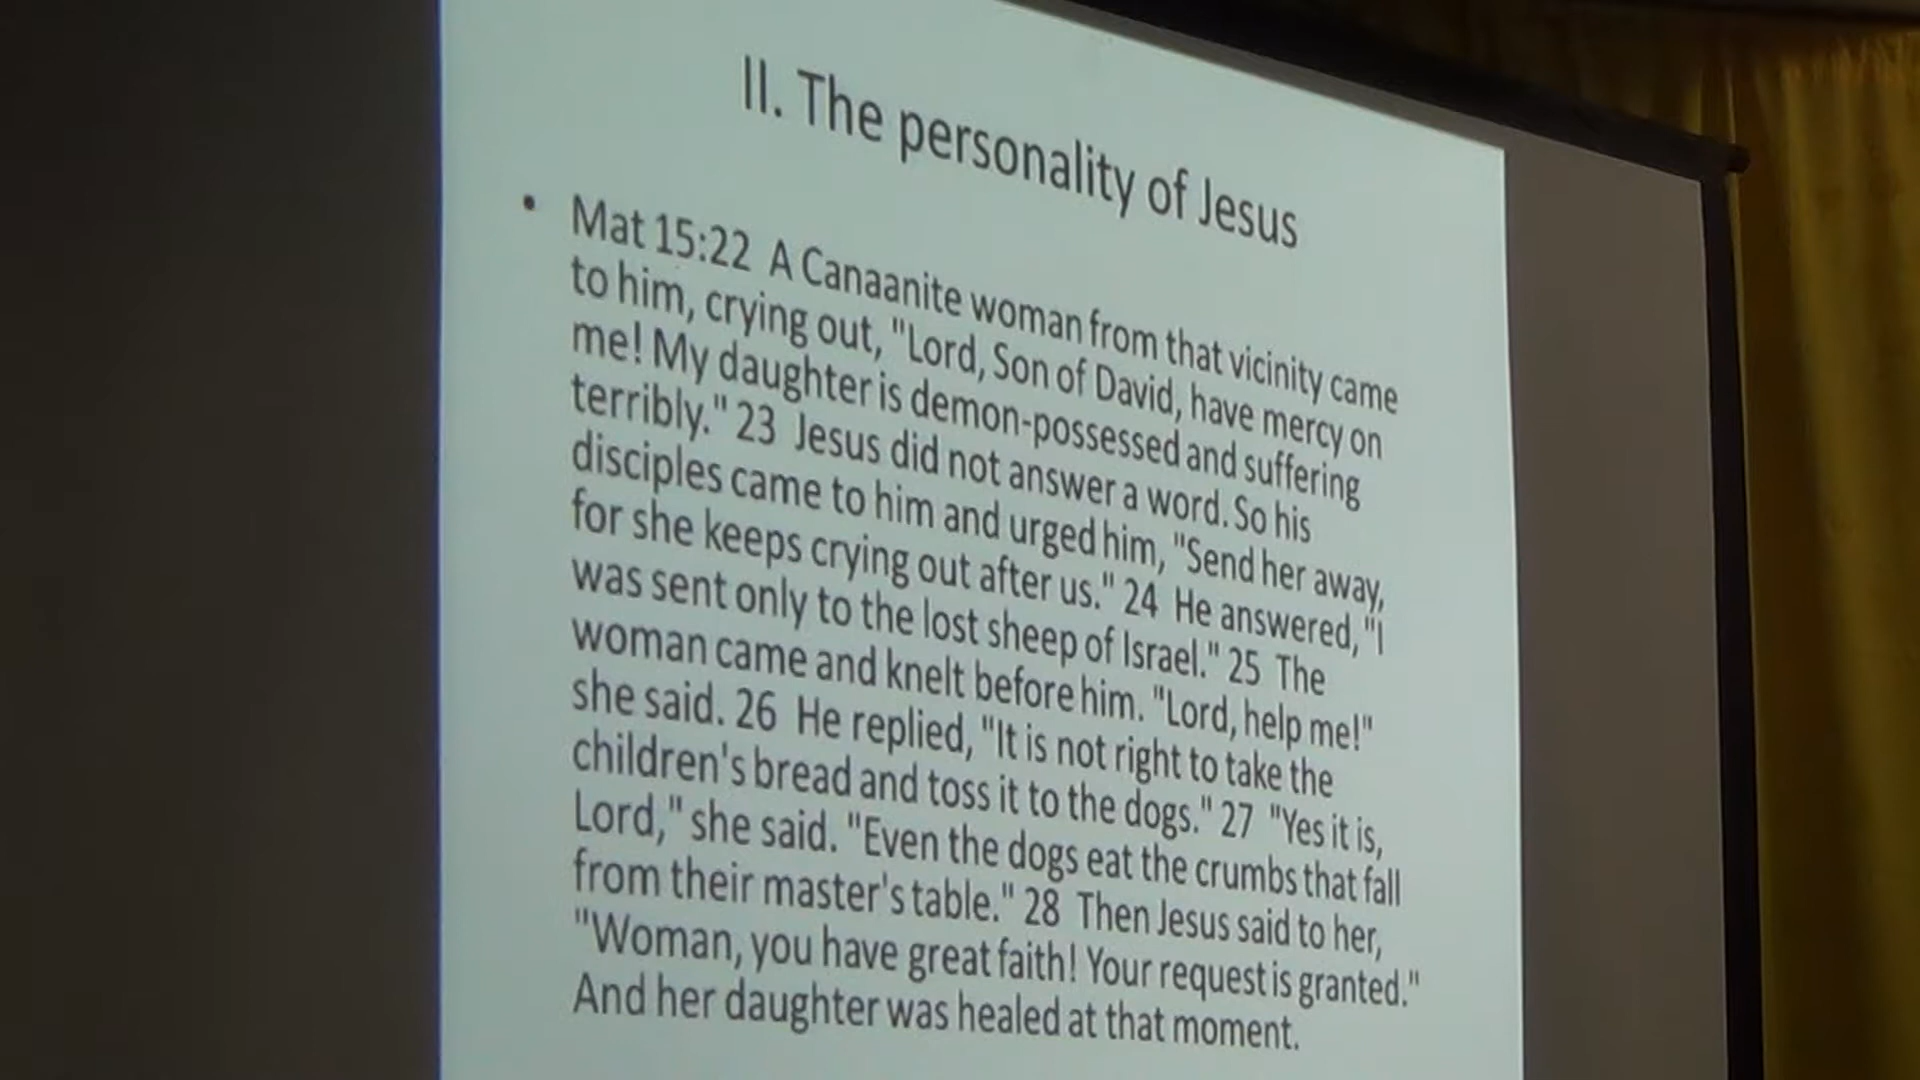 II. The personality of Jesus
• Mat 15:22 A Canaanite woman from that vicinity came
to him, crying out, "Lord, Son of David, have mercy on
me! My daughter is demon-possessed and suffering
terribly." 23 Jesus did not answer a word. So his
disciples came to him and urged him, "Send her away,
for she keeps crying out after us." 24 He answered, "I
was sent only to the lost sheep of Israel." 25 The
woman came and knelt before him. "Lord, help me!"
she said. 26 He replied, "It is not right to take the
children's bread and toss it to the dogs." 27 "Yes it is,
Lord," she said. "Even the dogs eat the crumbs that fall
from their master's table." 28 Then Jesus said to her,
"Woman, you have great faith! Your request is granted."
And her daughter was healed at that moment.